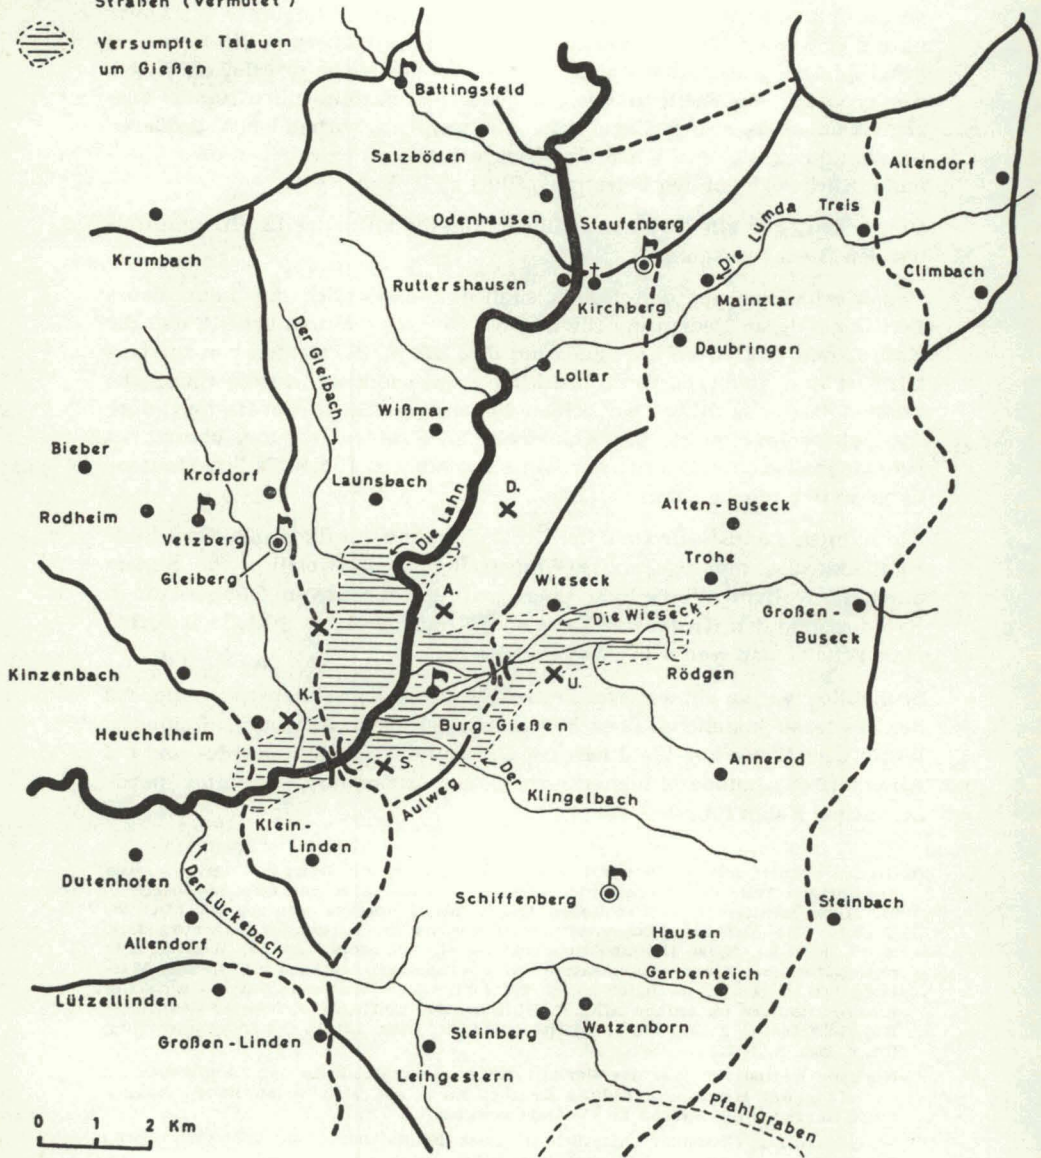 Straßen (vermutet)
Versumpfte Talauen
um Gießen
Battingsfeld
Salzböden
Allendorf
Odenhausen
Staufenberg
Die Lumda
Treis
Krumbach
Ruttershausen
Kirchberg
Mainzlar
Climbach
Der Gleibach
Daubringen
Lollar
Wißmar
Bieber
Krofdorf
Launsbach
Die Lahn
D.
Alten-Buseck
Rodheim
Vetzberg
Trohe
Gleiberg
Wieseck
L.
A.
Die Wieseck
Großen-
Buseck
Kinzenbach
K.
U.
Rödgen
Heuchelheim
Burg-Gießen
S.
Aulweg
Der
Klingelbach
Annerod
Klein-
Linden
Dutenhofen
Der Lückebach
Schiffenberg
Steinbach
Allendorf
Hausen
Garbenteich
Lützellinden
Steinberg
Watzenborn
Großen-Linden
Leihgestern
Pfahlgraben
0 1 2 Km